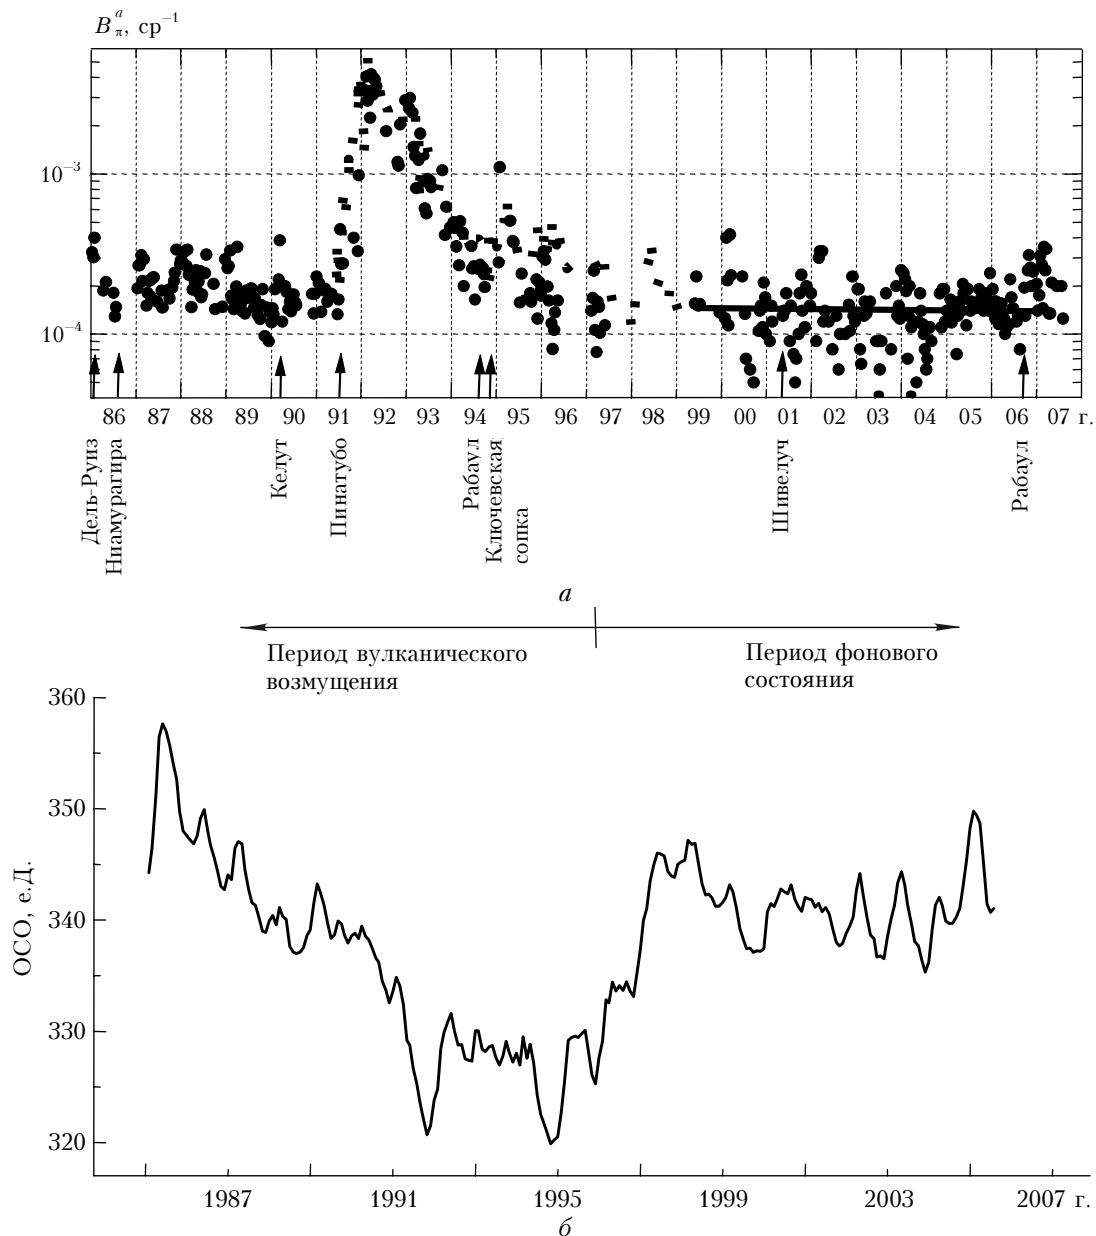 Bπᵃ, ср⁻¹
10⁻³
10⁻⁴
86 87 88 89 90 91 92 93 94 95 96 97 98 99 00 01 02 03 04 05 06 07 г.
Дель-Руиз
Ниамурагира
Келут
Пинатубо
Рабаул
Ключевская
сопка
Шивелуч
Рабаул
а
Период вулканического
возмущения
Период фонового
состояния
360
350
340
330
320
ОСО, е.Д.
1987 1991 1995 1999 2003 2007 г.
б